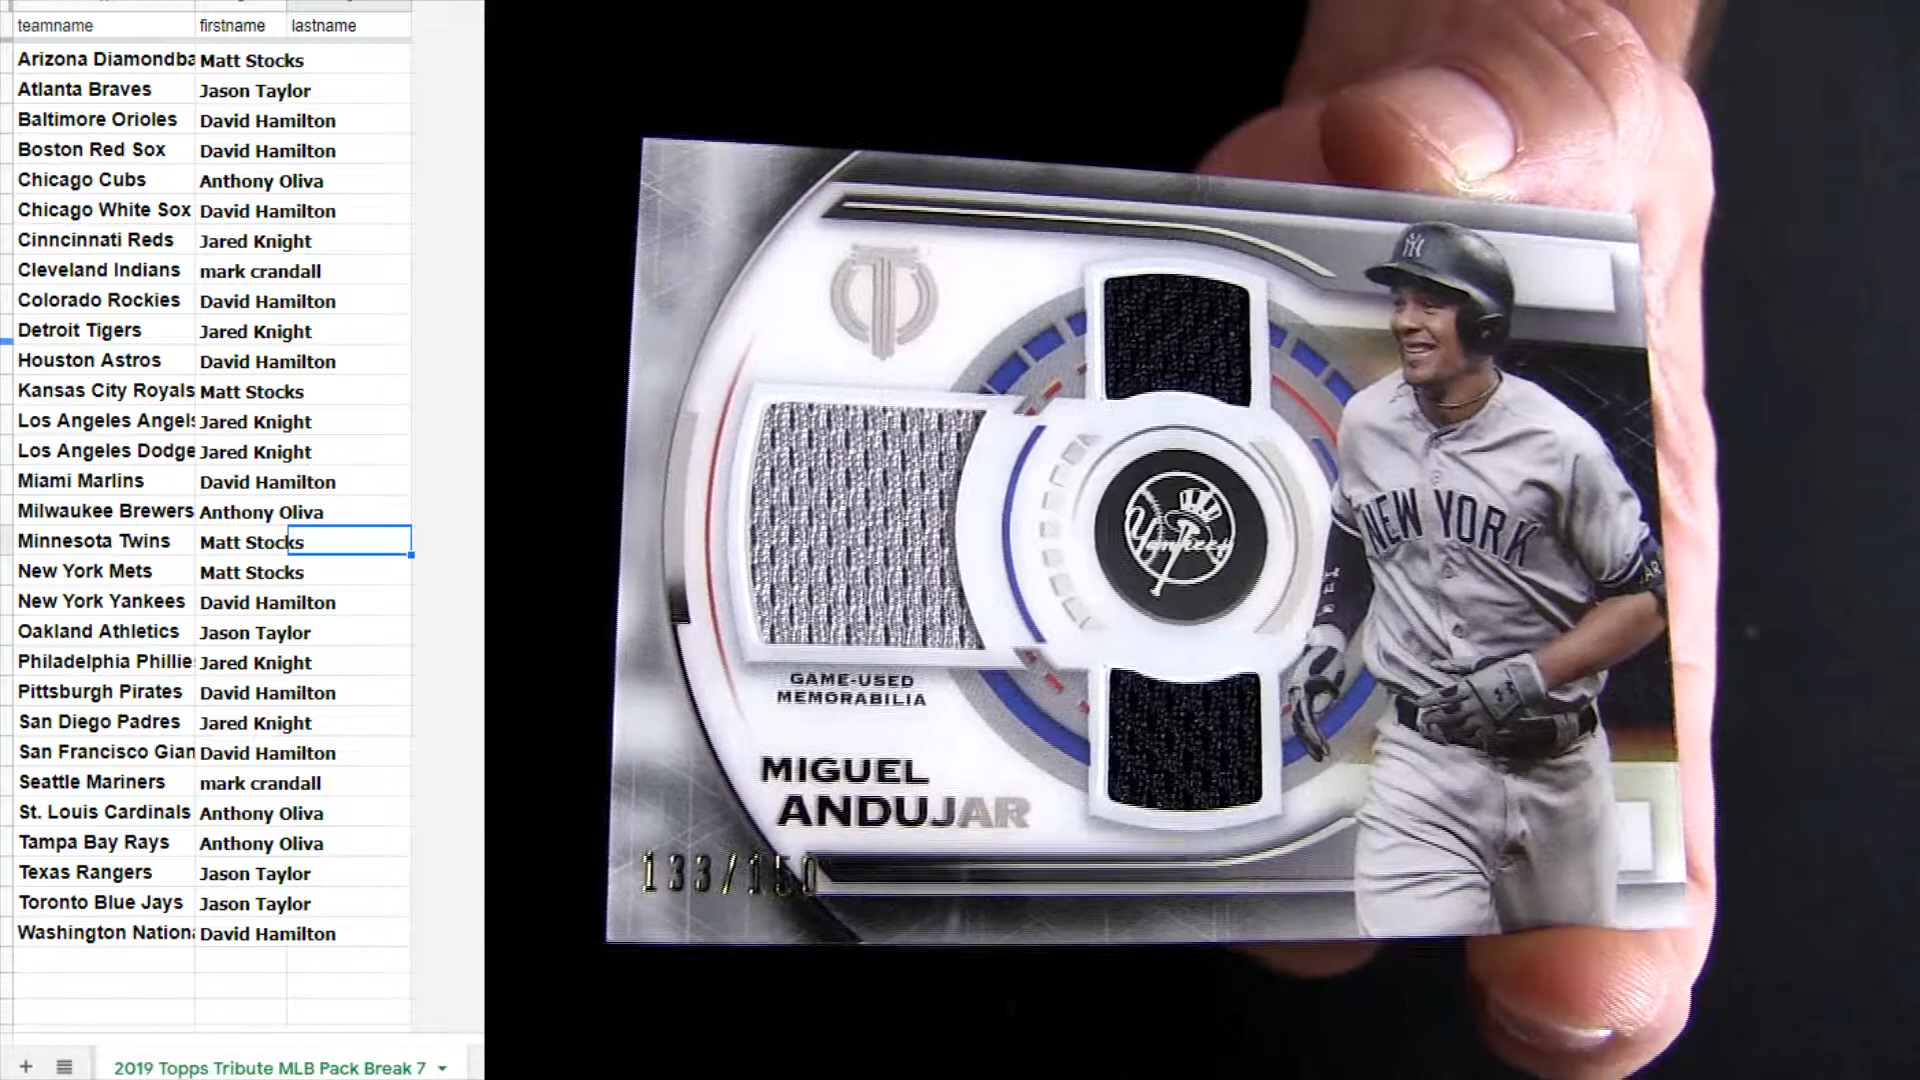 teamname firstname lastname
Arizona Diamondba Matt Stocks
Atlanta Braves Jason Taylor
Baltimore Orioles David Hamilton
Boston Red Sox David Hamilton
Chicago Cubs Anthony Oliva
Chicago White Sox David Hamilton
Cinncinnati Reds Jared Knight
Cleveland Indians mark crandall
Colorado Rockies David Hamilton
Detroit Tigers Jared Knight
Houston Astros David Hamilton
Kansas City Royals Matt Stocks
Los Angeles Angels Jared Knight
Los Angeles Dodge Jared Knight
Miami Marlins David Hamilton
Milwaukee Brewers Anthony Oliva
Minnesota Twins Matt Stocks
New York Mets Matt Stocks
New York Yankees David Hamilton
Oakland Athletics Jason Taylor
Philadelphia Phillie Jared Knight
Pittsburgh Pirates David Hamilton
San Diego Padres Jared Knight
San Francisco Gian David Hamilton
Seattle Mariners mark crandall
St. Louis Cardinals Anthony Oliva
Tampa Bay Rays Anthony Oliva
Texas Rangers Jason Taylor
Toronto Blue Jays Jason Taylor
Washington Nationa David Hamilton
2019 Topps Tribute MLB Pack Break 7
NY
Yankees
NEW YORK
GAME-USED
MEMORABILIA
MIGUEL
ANDUJAR
133/150